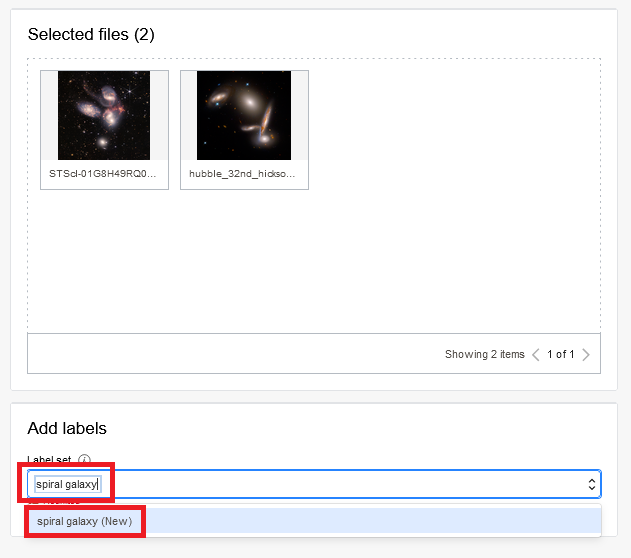 Selected files (2)
STScI-01G8H49RQ0...
hubble_32nd_hickso...
Showing 2 items
1 of 1
Add labels
Label set
spiral galaxy
spiral galaxy (New)